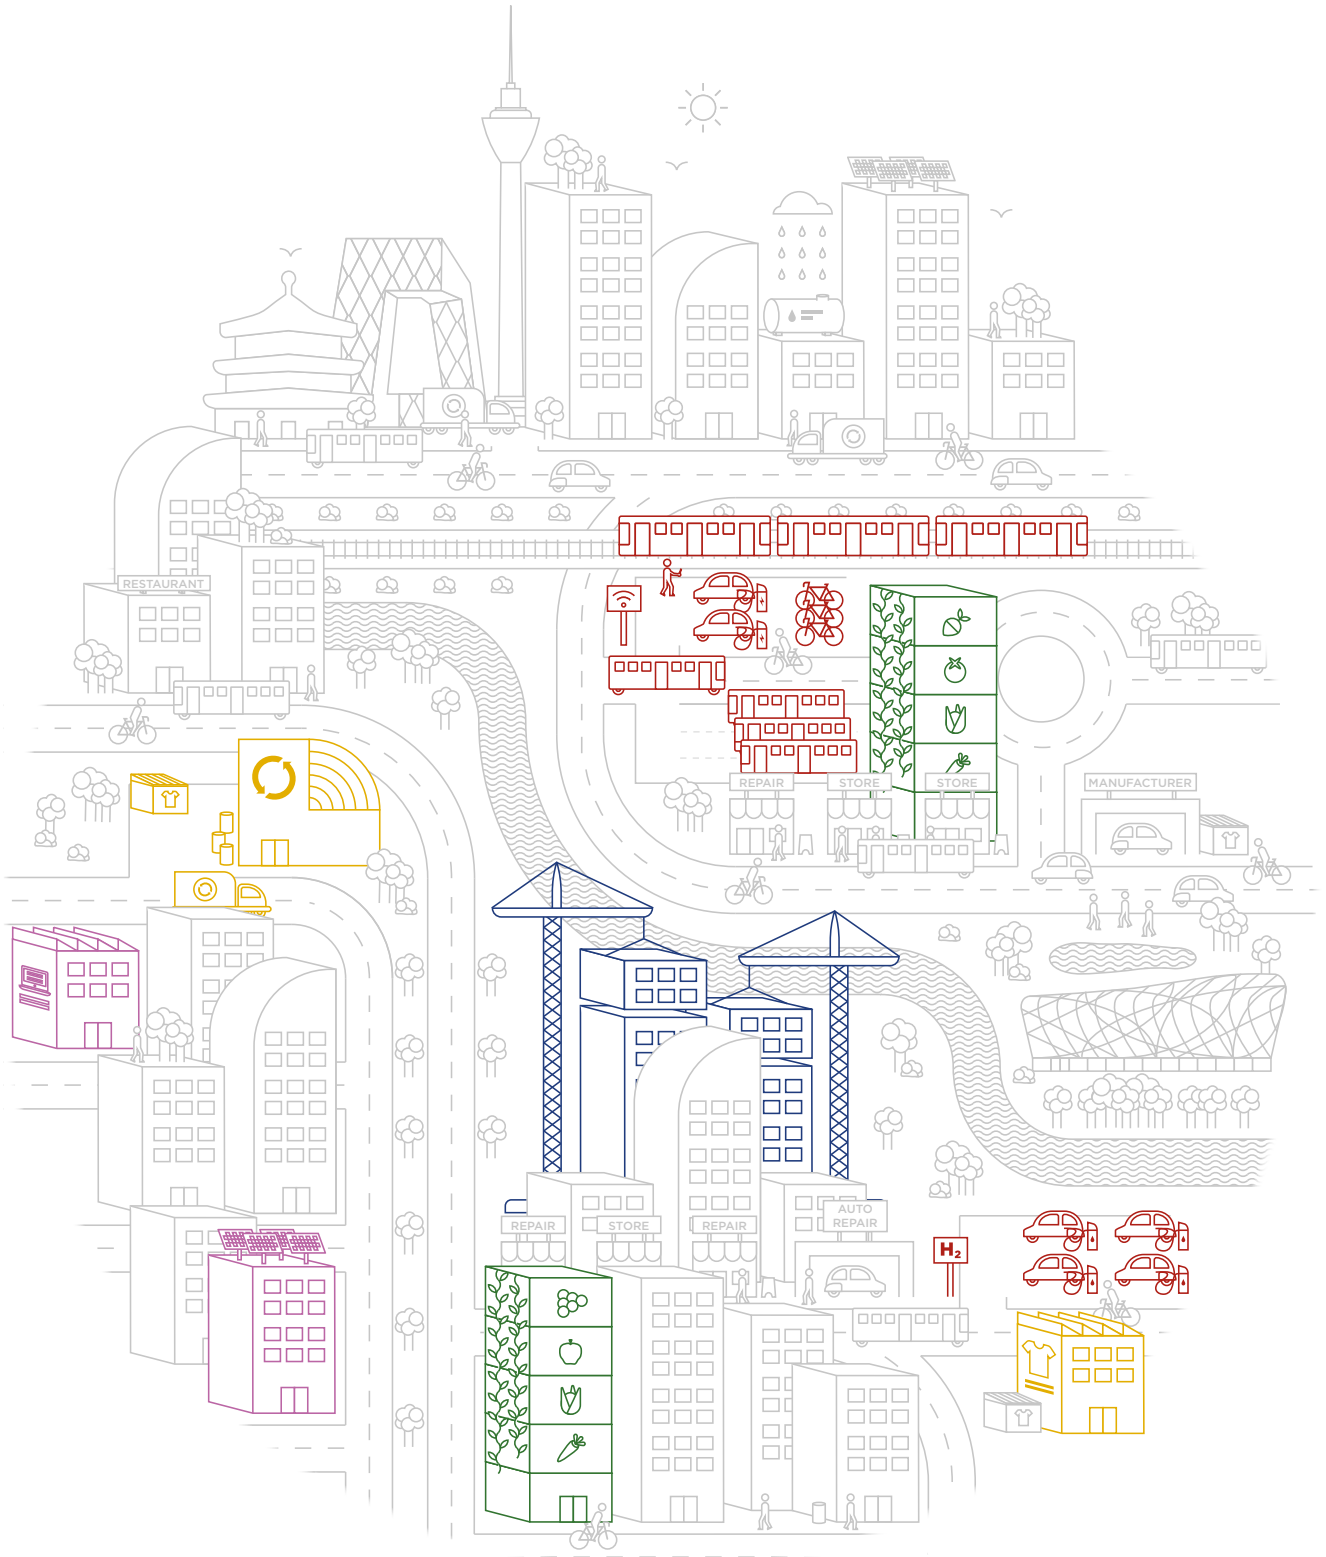 RESTAURANT
REPAIR
STORE
STORE
MANUFACTURER
REPAIR
STORE
REPAIR
AUTO
REPAIR
H2